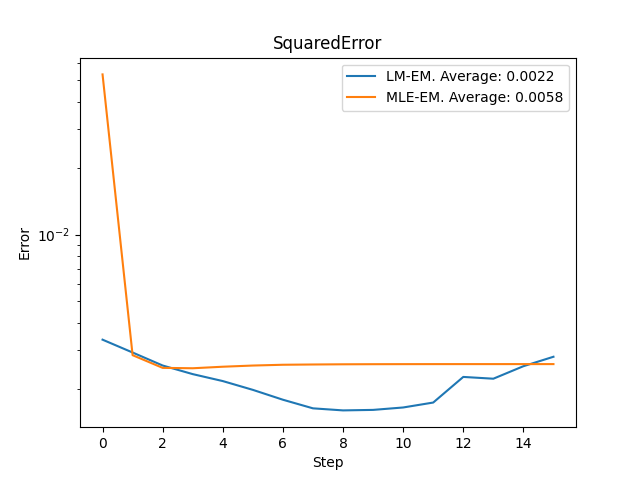 SquaredError
LM-EM. Average: 0.0022
MLE-EM. Average: 0.0058
10⁻²
Error
0 2 4 6 8 10 12 14
Step